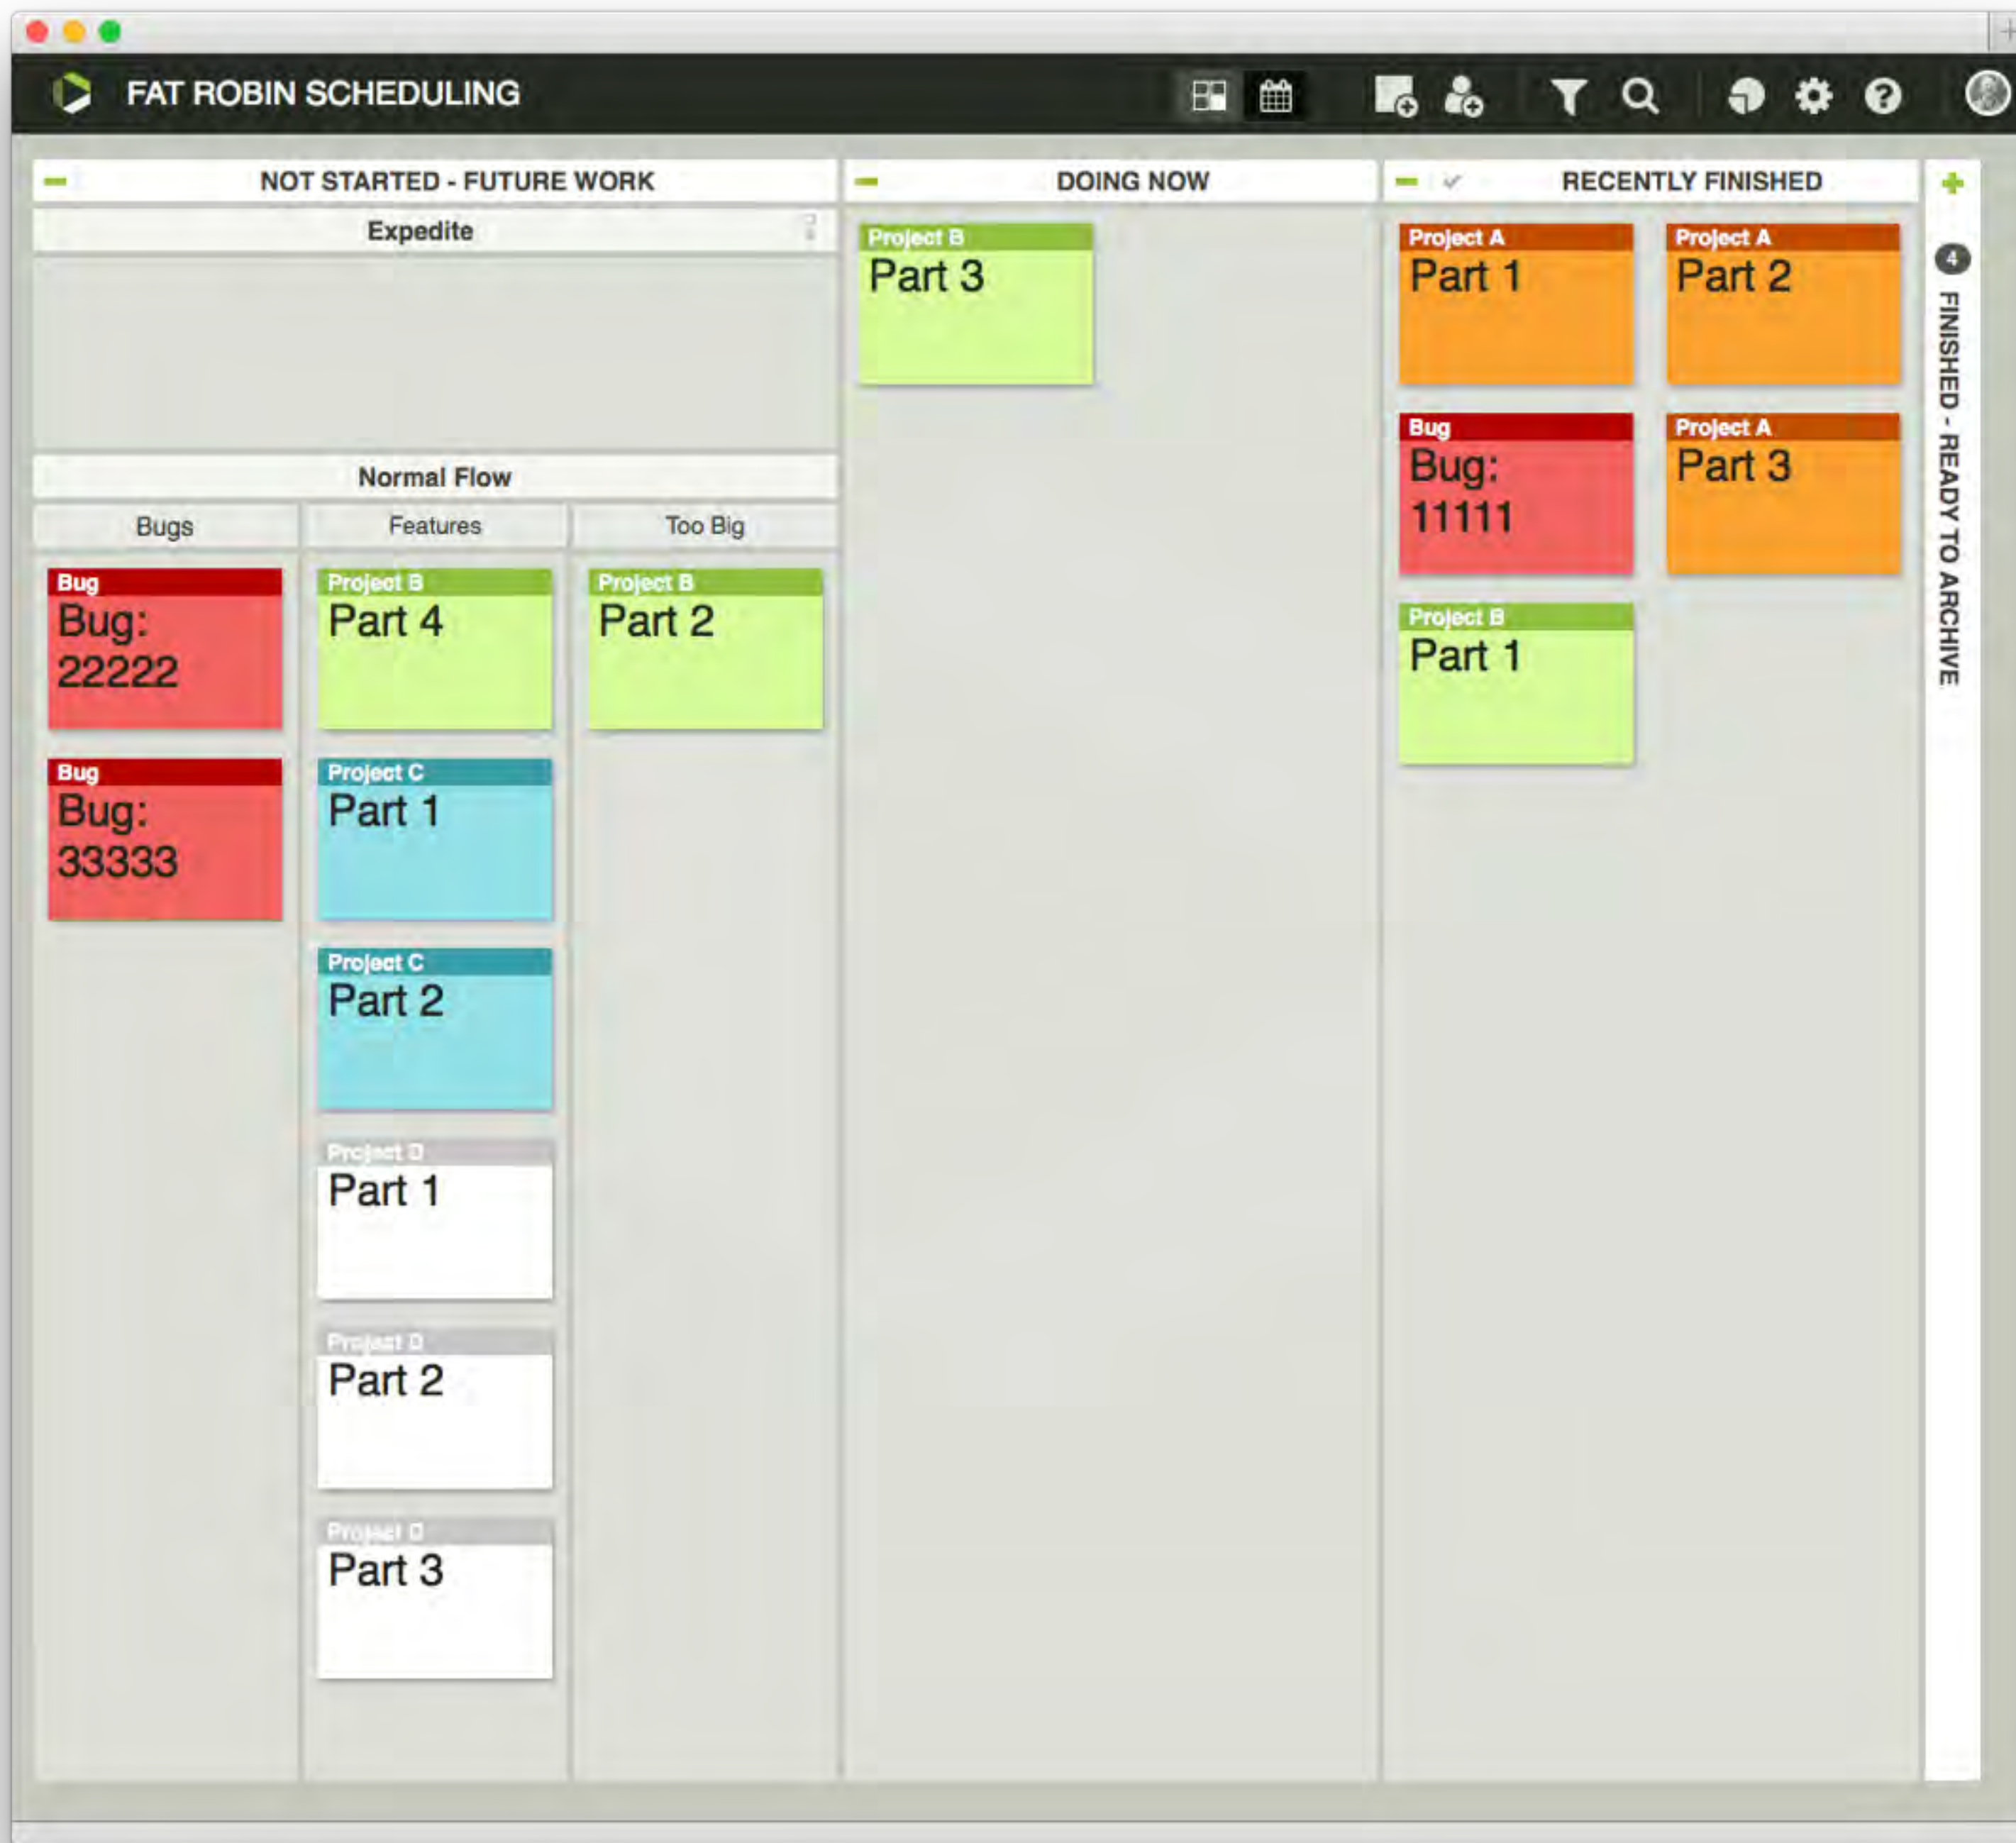 FAT ROBIN SCHEDULING
NOT STARTED - FUTURE WORK
Expedite
Normal Flow
Bugs
Features
Too Big
Bug
Bug:
22222
Bug
Bug:
33333
Project B
Part 4
Project C
Part 1
Project C
Part 2
Project D
Part 1
Project D
Part 2
Project D
Part 3
Project B
Part 2
DOING NOW
Project B
Part 3
RECENTLY FINISHED
Project A
Part 1
Project A
Part 2
Bug
Bug:
11111
Project A
Part 3
Project B
Part 1
4
FINISHED - READY TO ARCHIVE